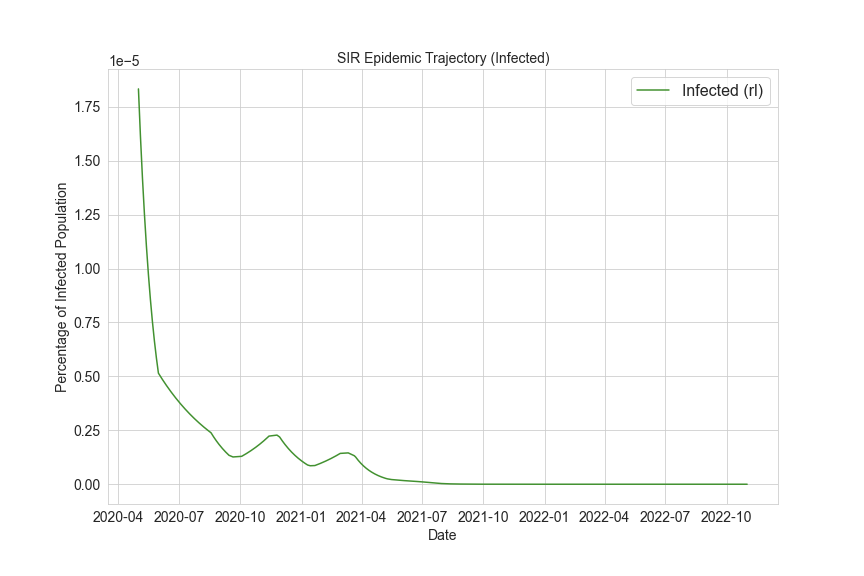 SIR Epidemic Trajectory (Infected)
1e−5
Infected (rI)
1.75
1.50
1.25
1.00
0.75
0.50
0.25
0.00
Percentage of Infected Population
2020-04 2020-07 2020-10 2021-01 2021-04 2021-07 2021-10 2022-01 2022-04 2022-07 2022-10
Date